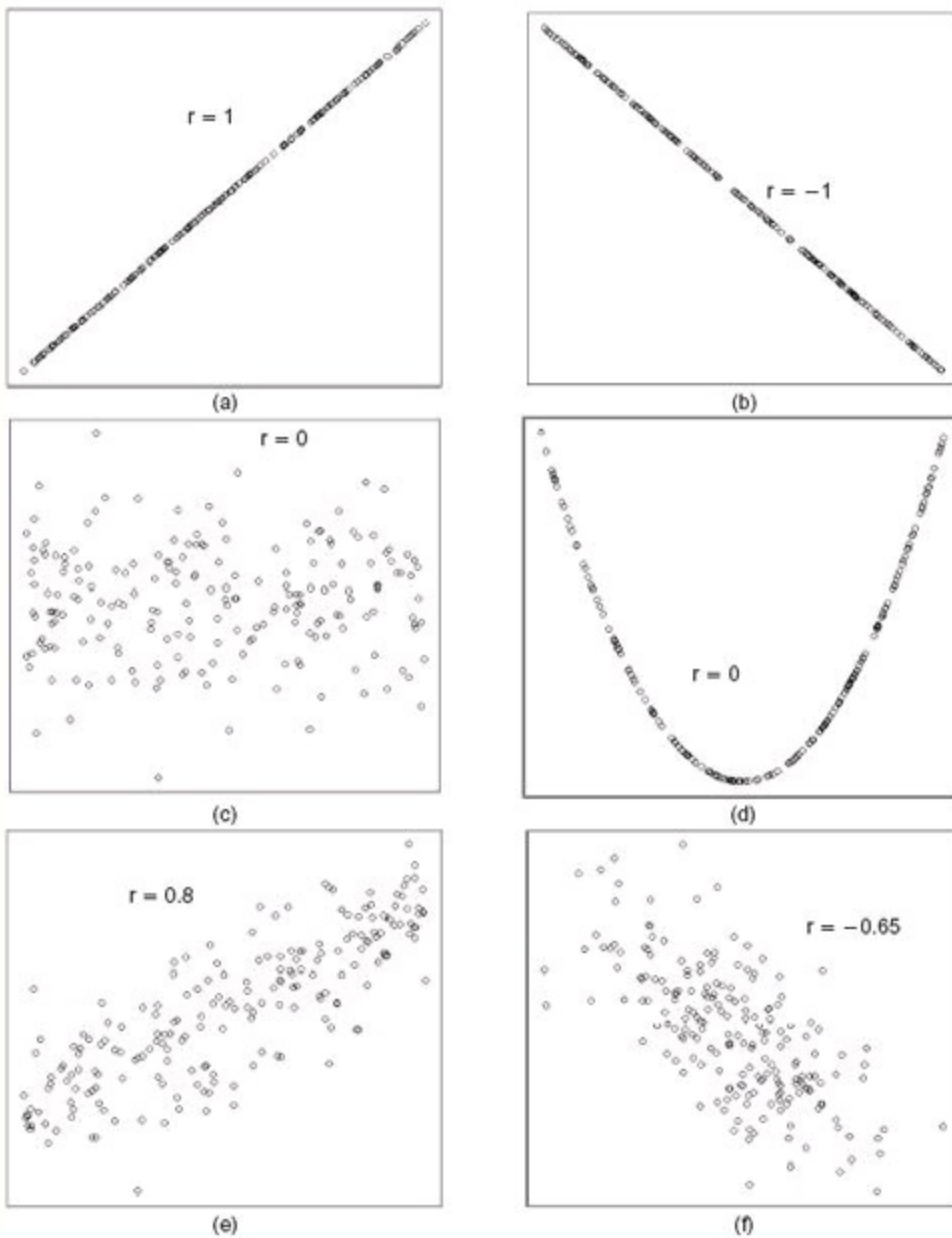 r = 1
r = −1
(a)
(b)
r = 0
r = 0
(c)
(d)
r = 0.8
r = −0.65
(e)
(f)